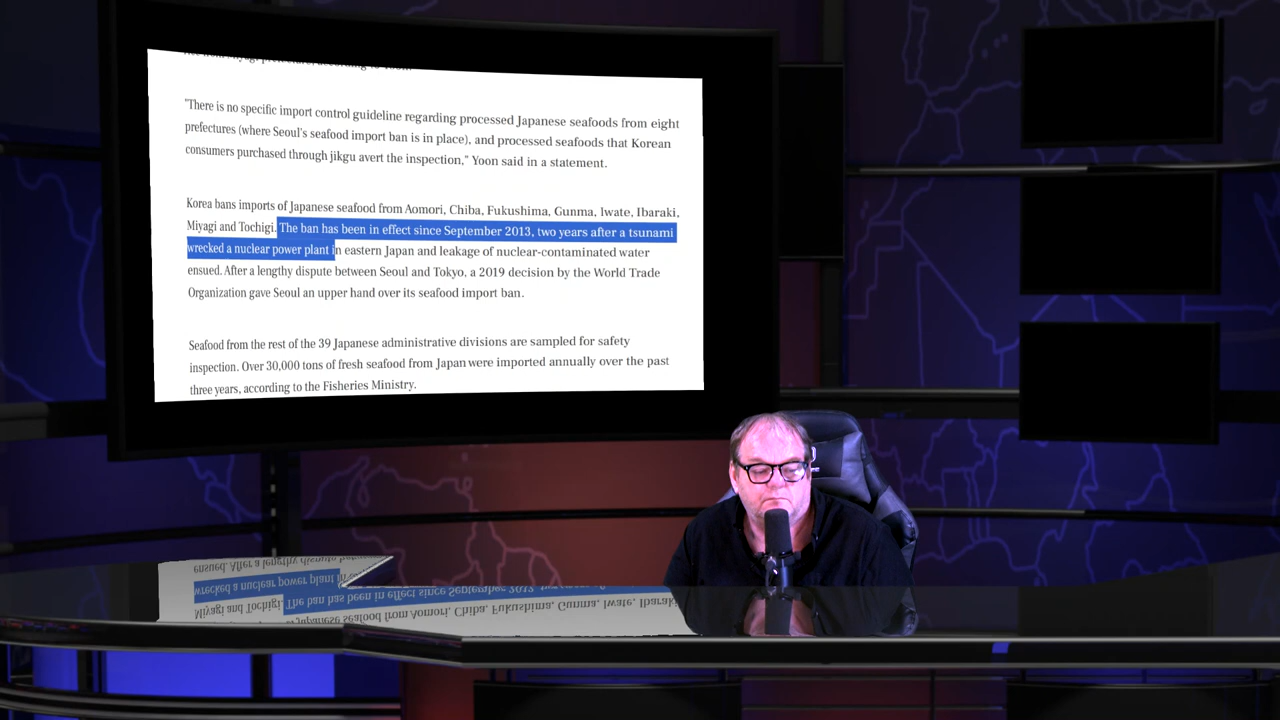 "There is no specific import control guideline regarding processed Japanese seafoods from eight
prefectures (where Seoul's seafood import ban is in place), and processed seafoods that Korean
consumers purchased through jikgu avert the inspection," Yoon said in a statement.
Korea bans imports of Japanese seafood from Aomori, Chiba, Fukushima, Gunma, Iwate, Ibaraki,
Miyagi and Tochigi. The ban has been in effect since September 2013, two years after a tsunami
wrecked a nuclear power plant in eastern Japan and leakage of nuclear-contaminated water
ensued. After a lengthy dispute between Seoul and Tokyo, a 2019 decision by the World Trade
Organization gave Seoul an upper hand over its seafood import ban.
Seafood from the rest of the 39 Japanese administrative divisions are sampled for safety
inspection. Over 30,000 tons of fresh seafood from Japan were imported annually over the past
three years, according to the Fisheries Ministry.